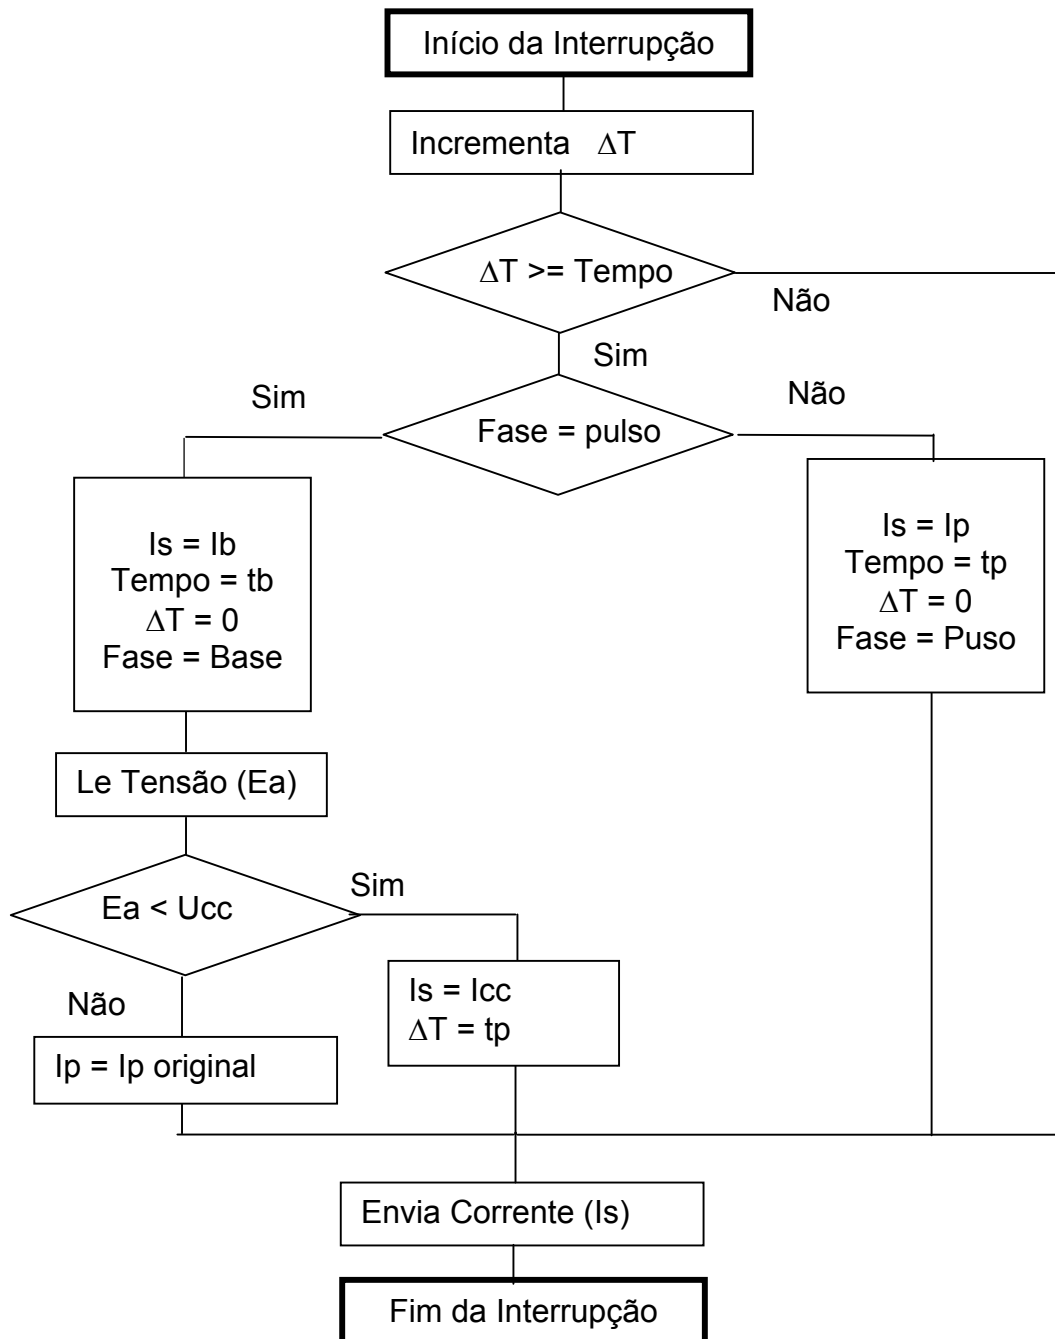 Início da Interrupção
Incrementa ∆T
∆T >= Tempo
Não
Sim
Sim
Não
Fase = pulso
Is = Ib
Tempo = tb
∆T = 0
Fase = Base
Is = Ip
Tempo = tp
∆T = 0
Fase = Puso
Le Tensão (Ea)
Ea < Ucc
Sim
Não
Is = Icc
∆T = tp
Ip = Ip original
Envia Corrente (Is)
Fim da Interrupção